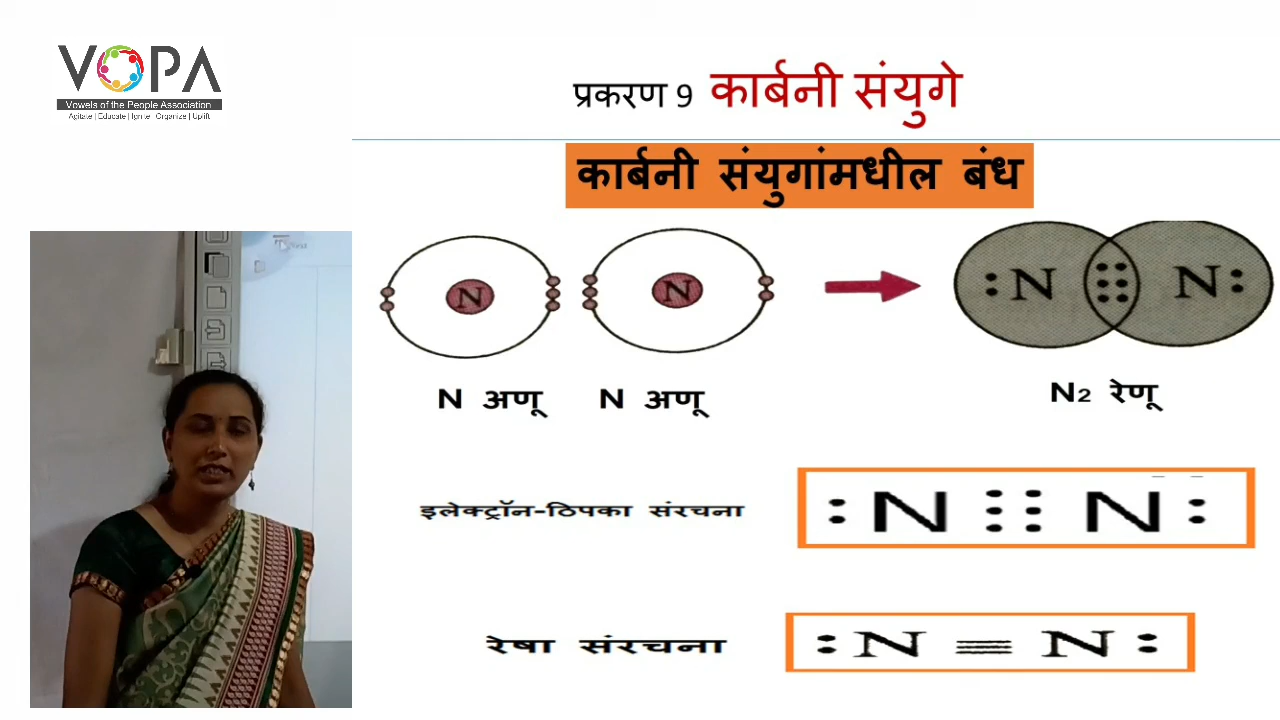 VOPA
Vowels of the People Association
Agitate | Educate | Ignite | Organize | Uplift
प्रकरण 9 कार्बनी संयुगे
कार्बनी संयुगांमधील बंध
N N N N
N अणू N अणू N₂ रेणू
इलेक्ट्रॉन-ठिपका संरचना : N ⋮⋮ N :
रेषा संरचना : N ≡ N :